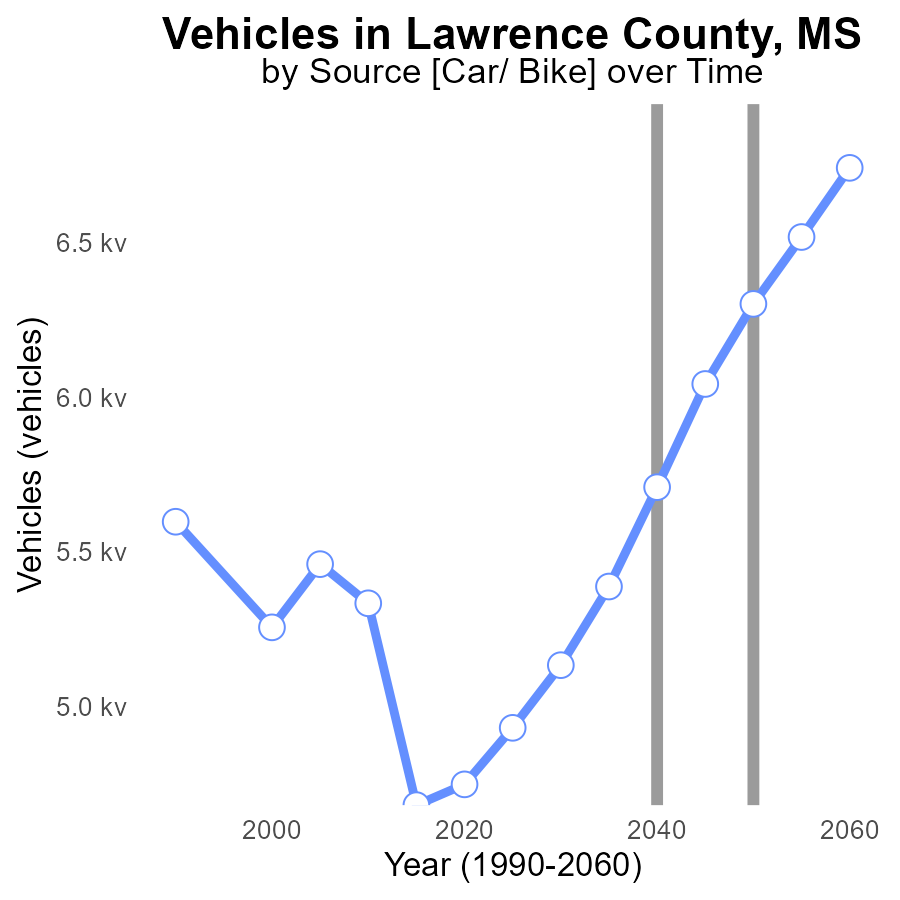 Vehicles in Lawrence County, MS
by Source [Car/ Bike] over Time
Vehicles (vehicles)
6.5 kv
6.0 kv
5.5 kv
5.0 kv
2000 2020 2040 2060
Year (1990-2060)